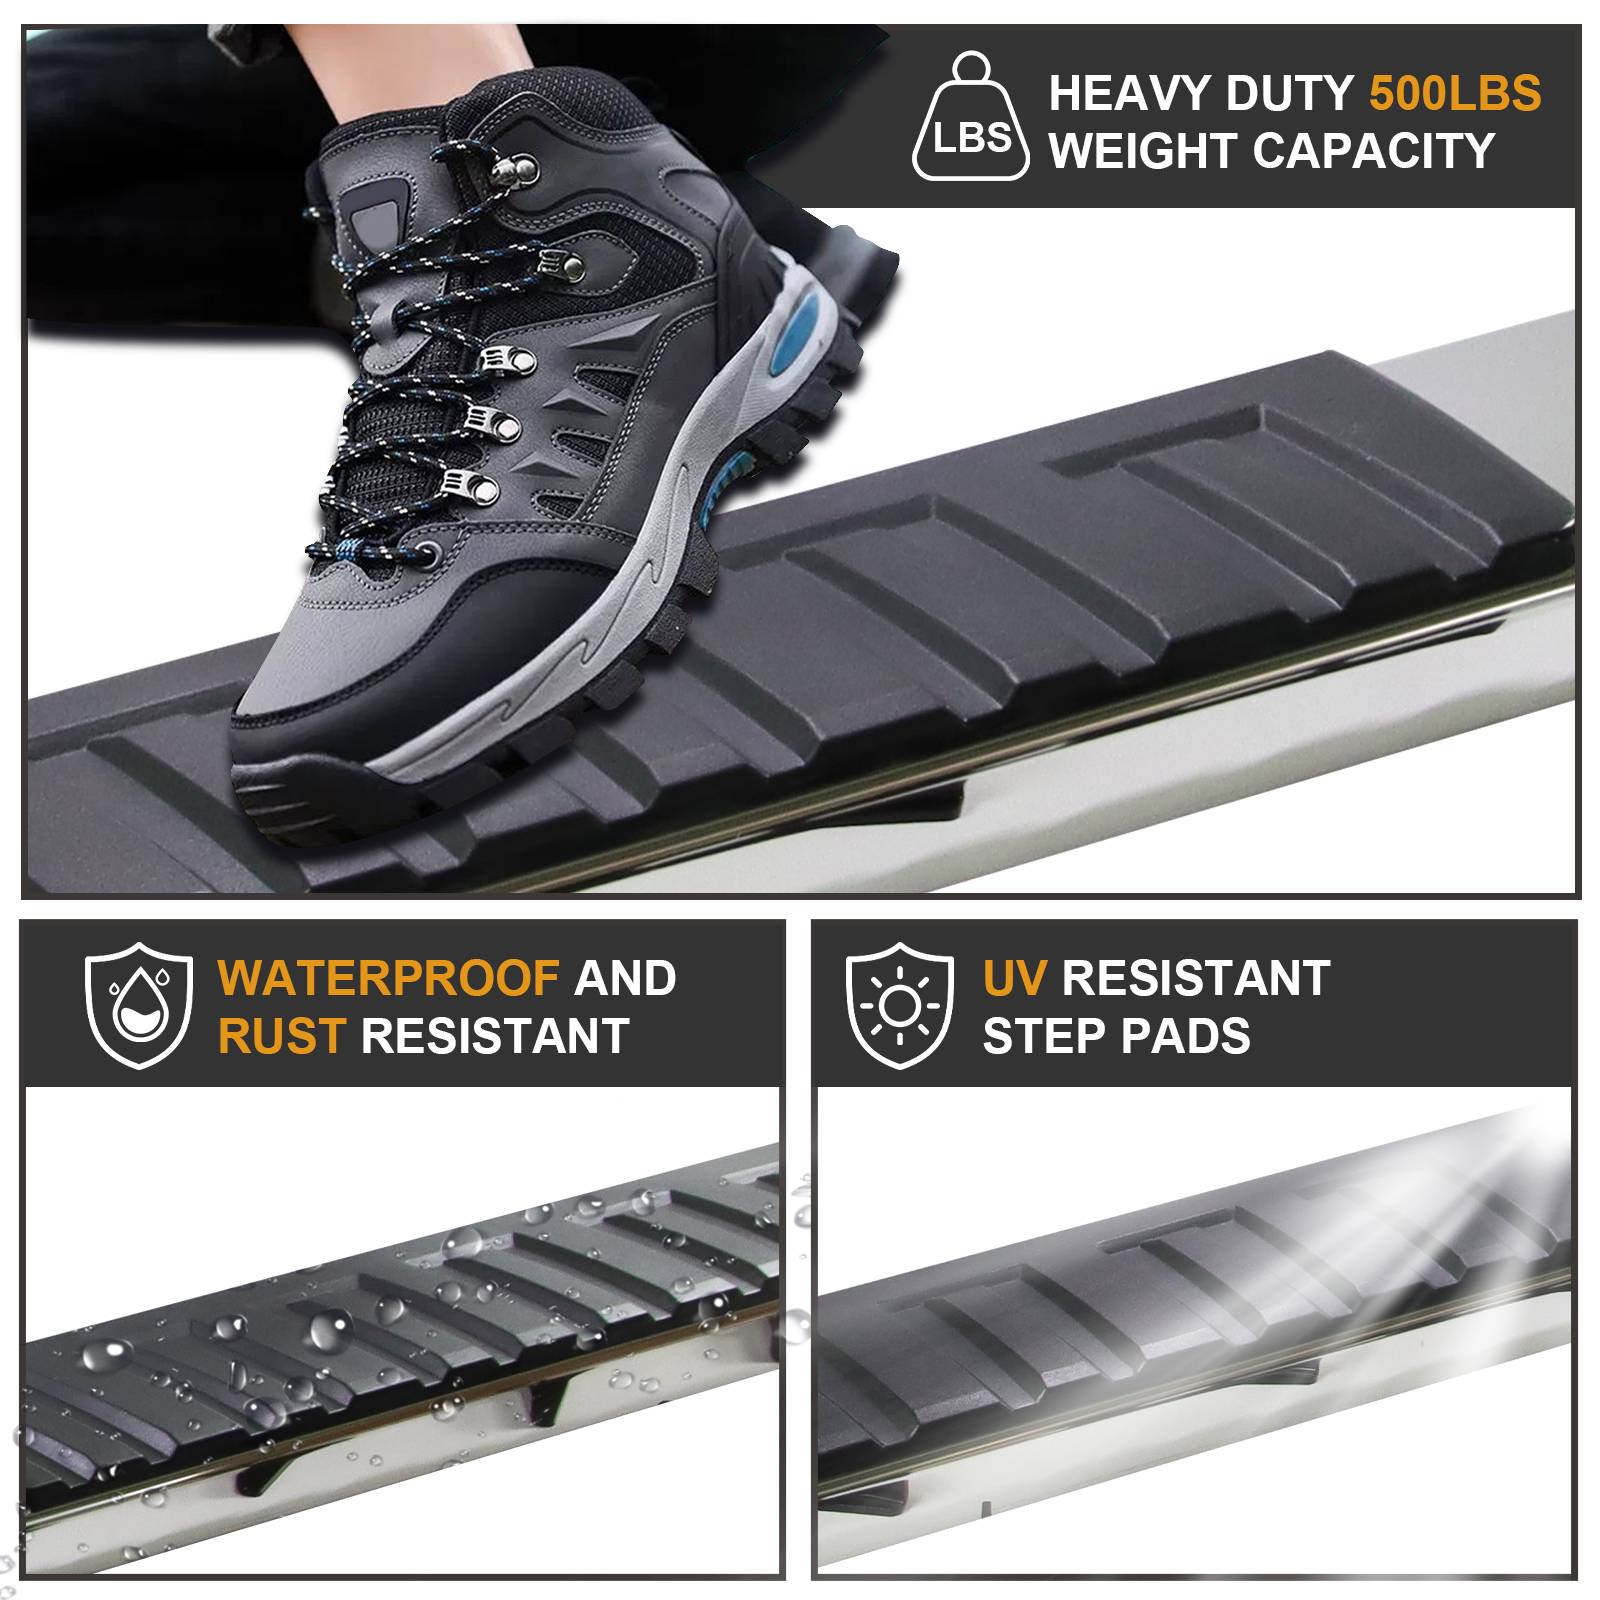 LBS
HEAVY DUTY 500LBS
WEIGHT CAPACITY
WATERPROOF AND
RUST RESISTANT
UV RESISTANT
STEP PADS